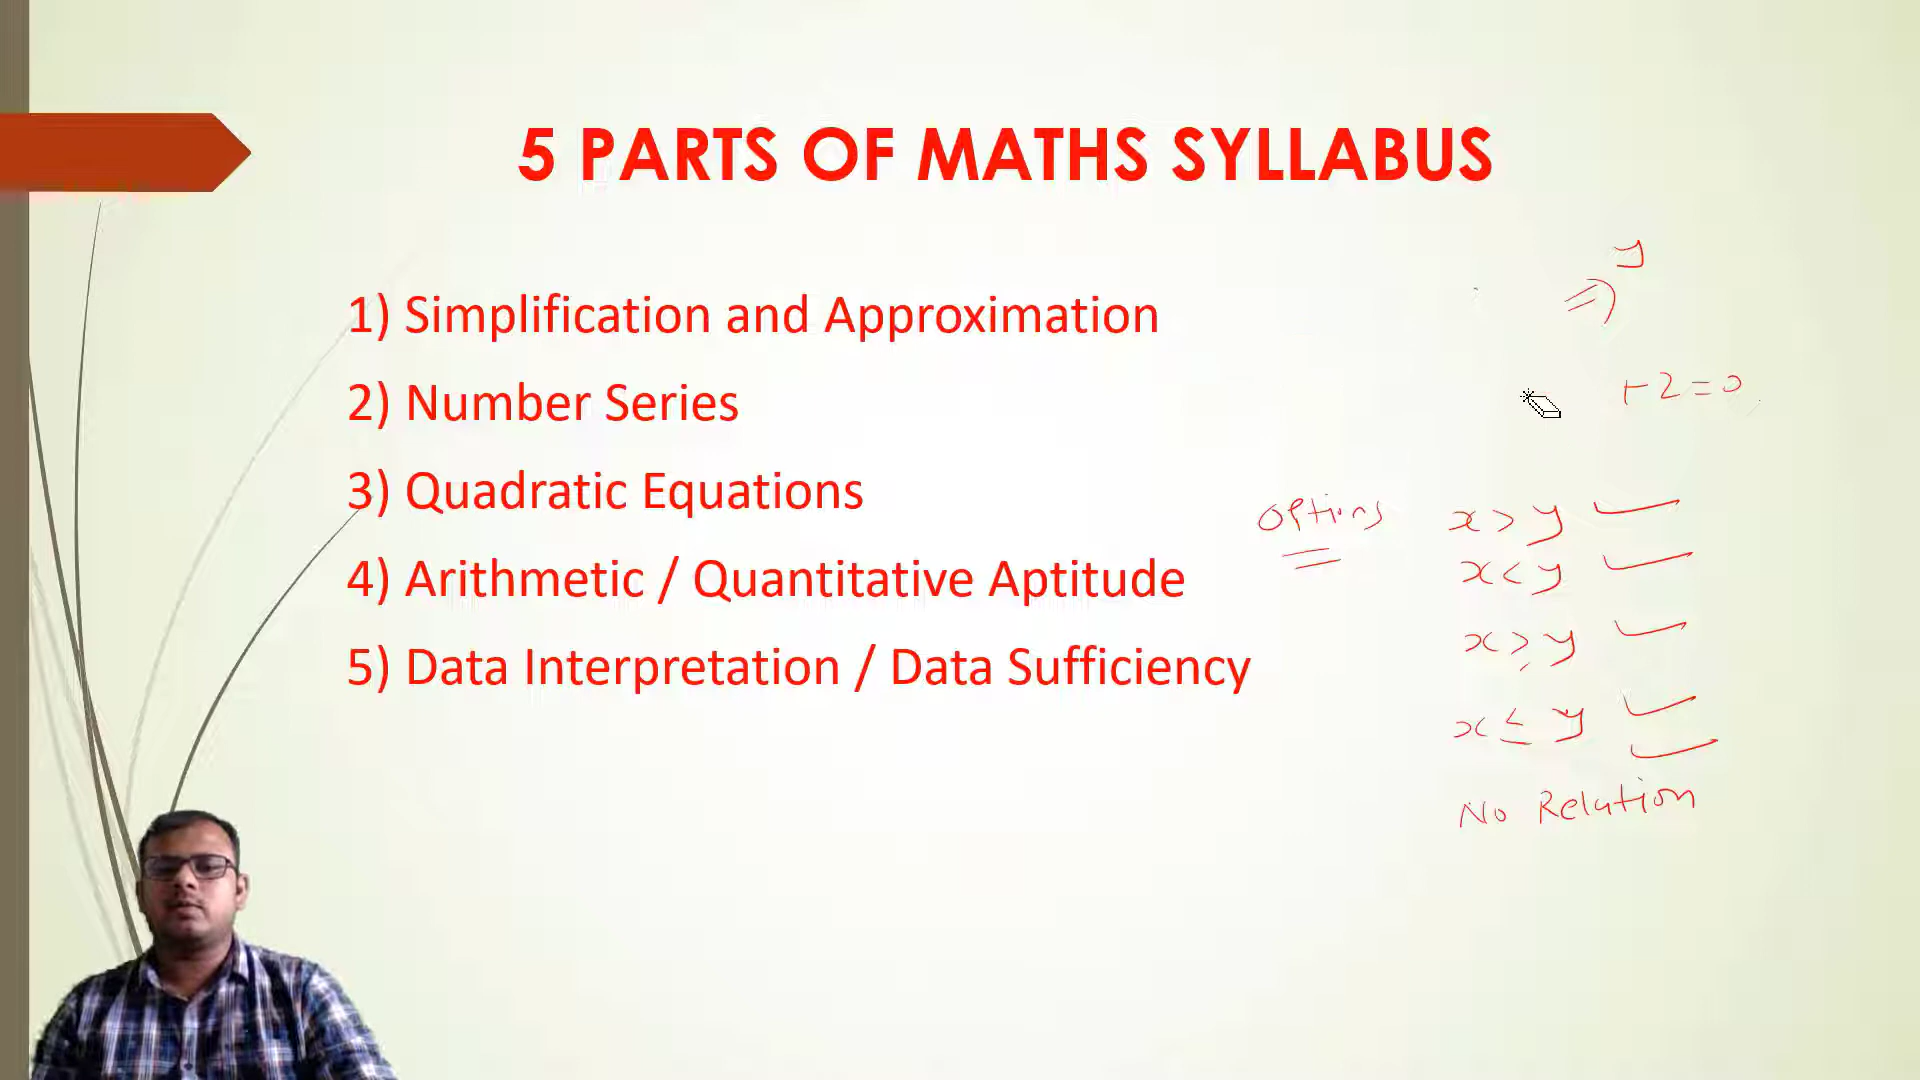 5 PARTS OF MATHS SYLLABUS
y
⇒
1) Simplification and Approximation
+2=0
2) Number Series
3) Quadratic Equations
options x > y
x < y
4) Arithmetic / Quantitative Aptitude
x ≥ y
5) Data Interpretation / Data Sufficiency
x ≤ y
No Relation